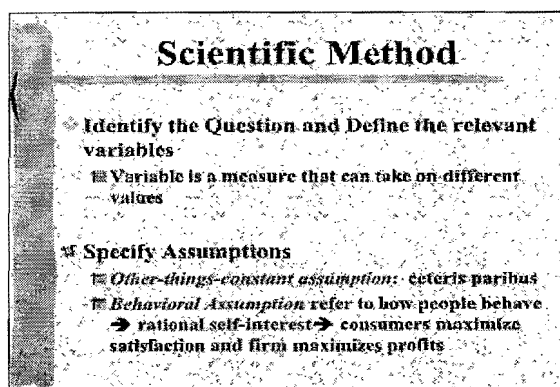 Scientific Method
Identify the Question and Define the relevant
variables
Variable is a measure that can take on different
values
Specify Assumptions
Other-things-constant assumption: ceteris paribus
Behavioral Assumption refer to how people behave
➔ rational self-interest➔ consumers maximize
satisfaction and firm maximizes profits